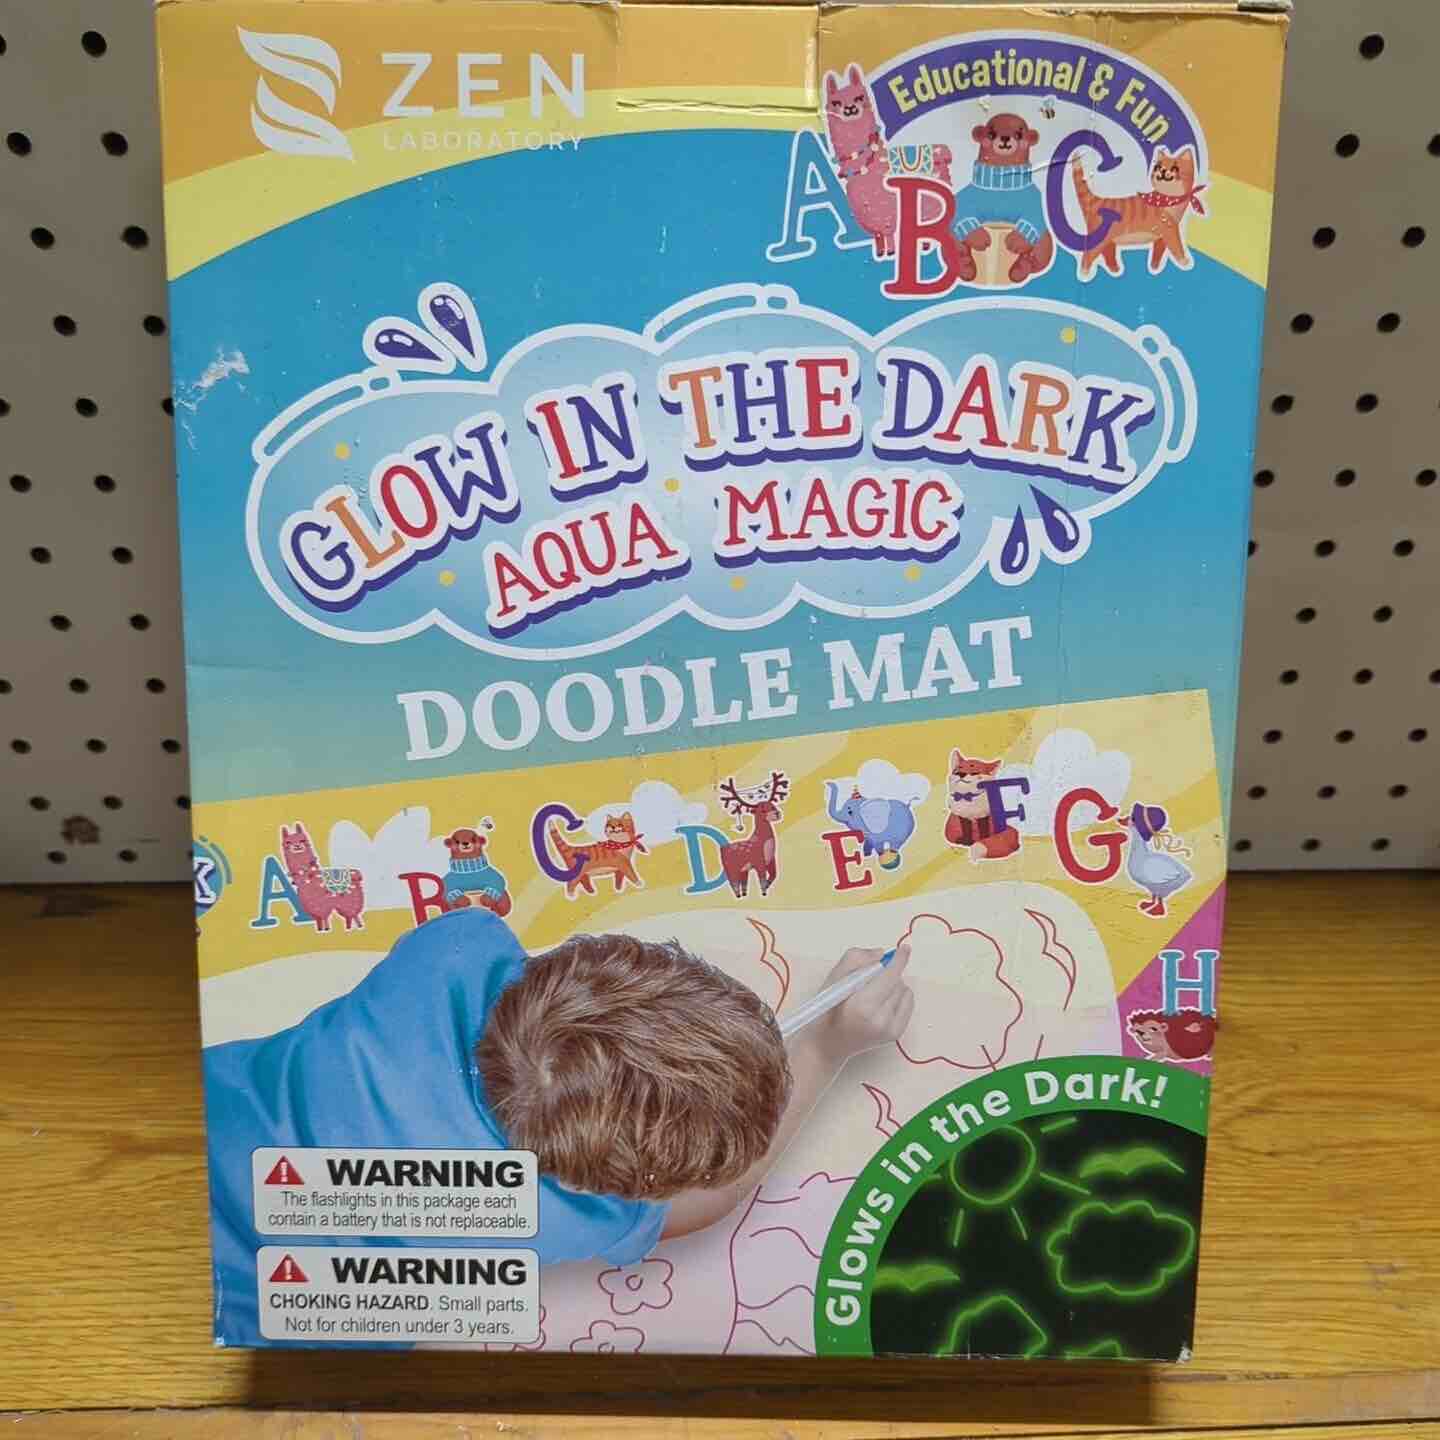 ZEN
LABORATORY
Educational & Fun
A B C
GLOW IN THE DARK
AQUA MAGIC
DOODLE MAT
K A B C D E F G
H
Glows in the Dark!
WARNING
The flashlights in this package each
contain a battery that is not replaceable.
WARNING
CHOKING HAZARD. Small parts.
Not for children under 3 years.